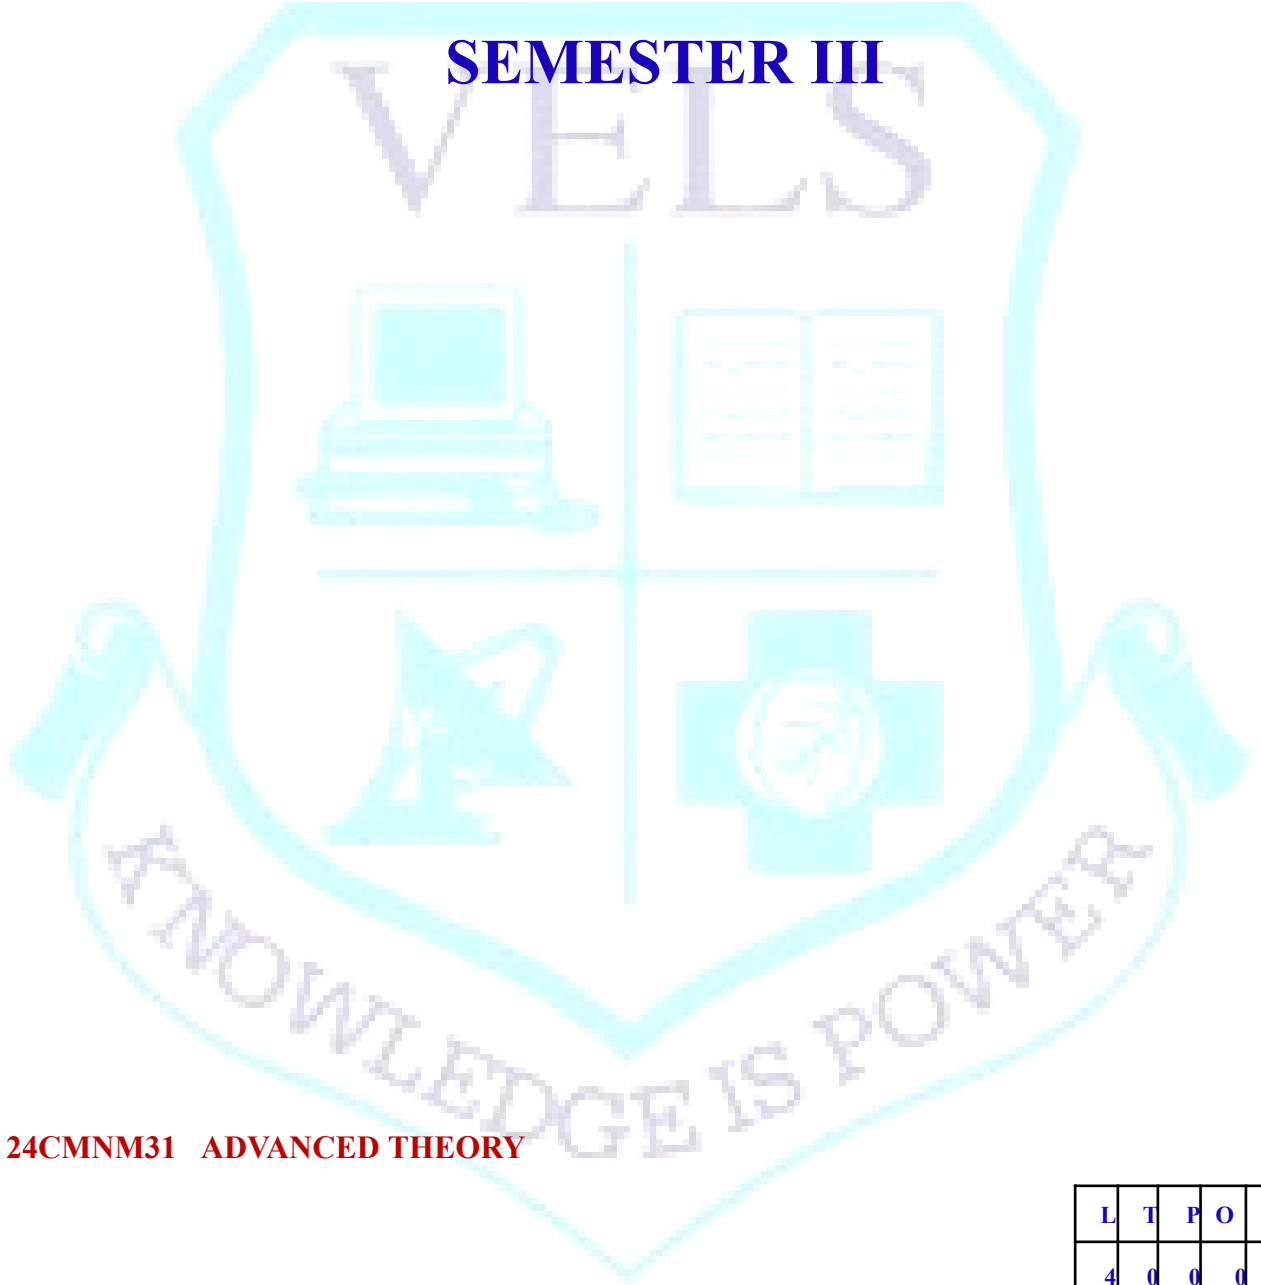 SEMESTER III
VELS
KNOWLEDGE IS POWER
24CMNM31 ADVANCED THEORY
L T P O
4 0 0 0